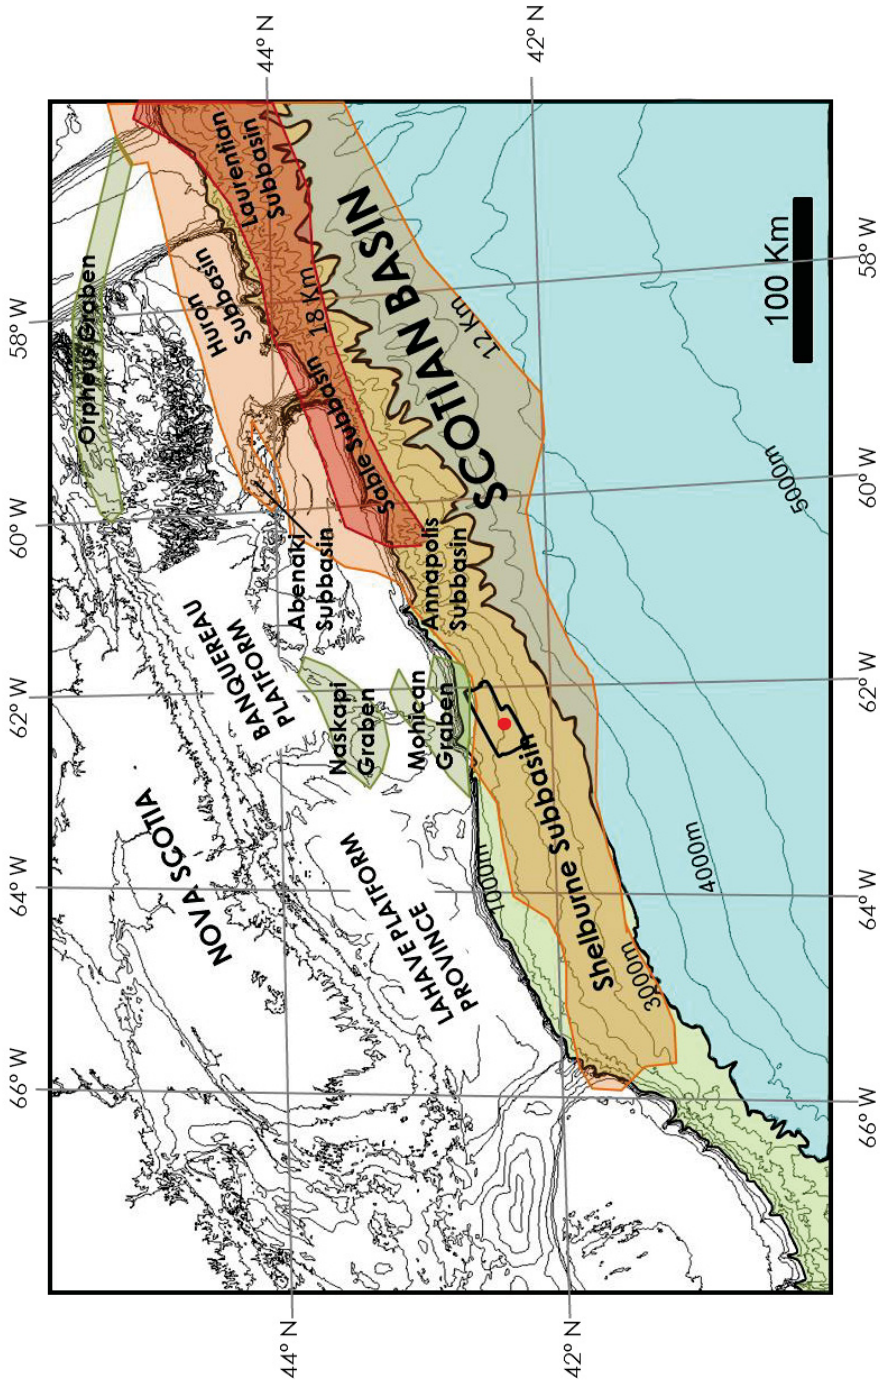 66° W
64° W
62° W
60° W
58° W
44° N
44° N
42° N
42° N
66° W
64° W
62° W
60° W
58° W
NOVA SCOTIA
BANQUEREAU
PLATFORM
LAHAVE PLATFORM
PROVINCE
Orpheus Graben
Naskapi
Graben
Mohican
Graben
Abenaki
Subbasin
Huron
Subbasin
Laurentian
Subbasin
Sable Subbasin
18 Km
Annapolis
Subbasin
SCOTIAN BASIN
12 Km
Shelburne Subbasin
1000m
3000m
4000m
5000m
100 Km